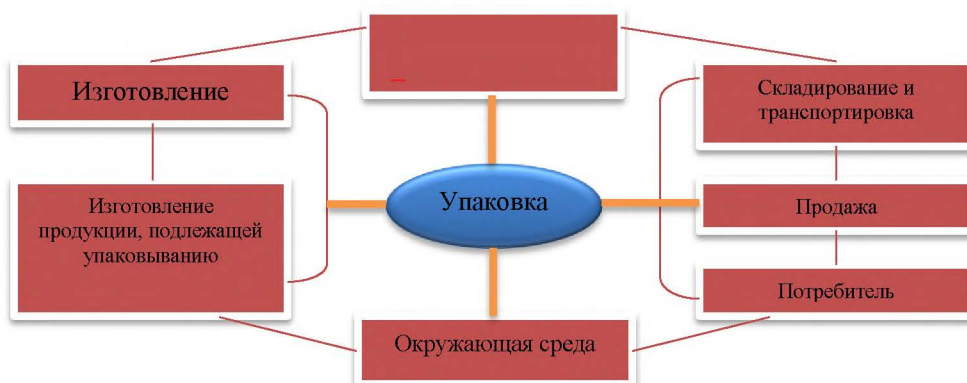 Изготовление
Складирование и
транспортировка
Упаковка
Изготовление
продукции, подлежащей
упаковыванию
Продажа
Потребитель
Окружающая среда